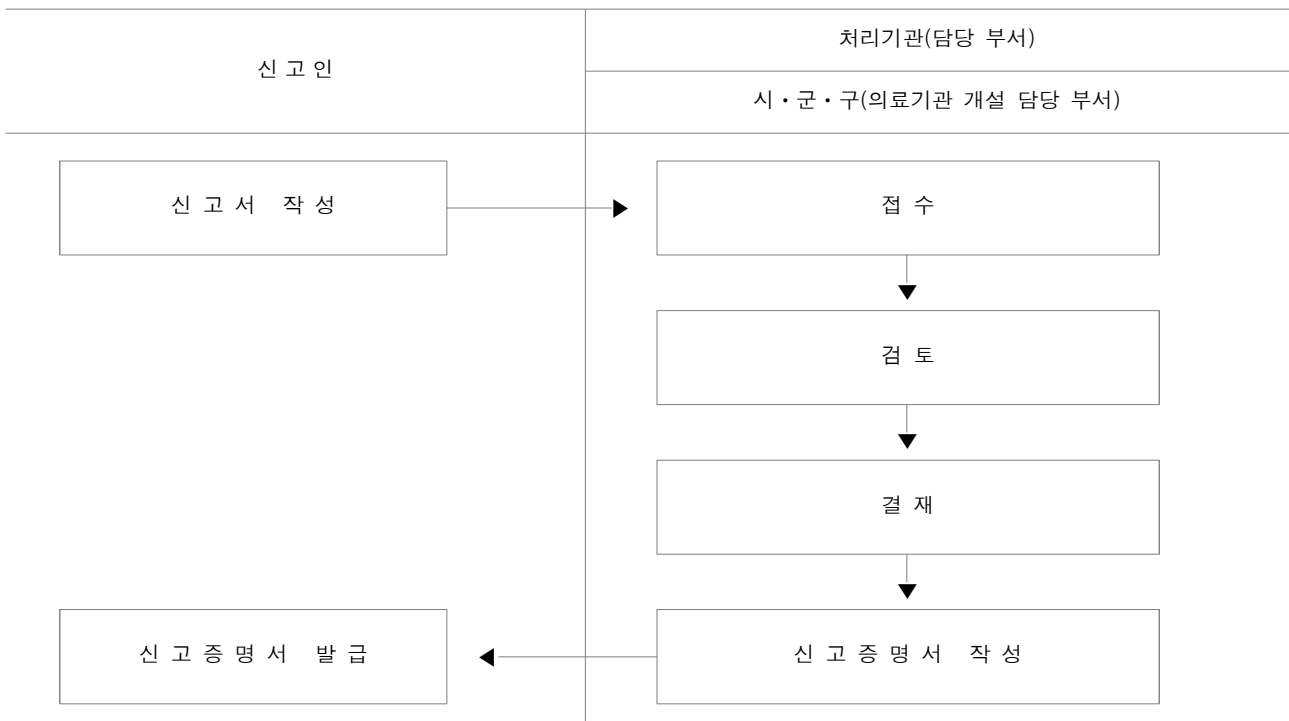 신 고 인
처리기관(담당 부서)
시・군・구(의료기관 개설 담당 부서)
신 고 서 작 성
접 수
검 토
결 재
신 고 증 명 서 발 급
신 고 증 명 서 작 성